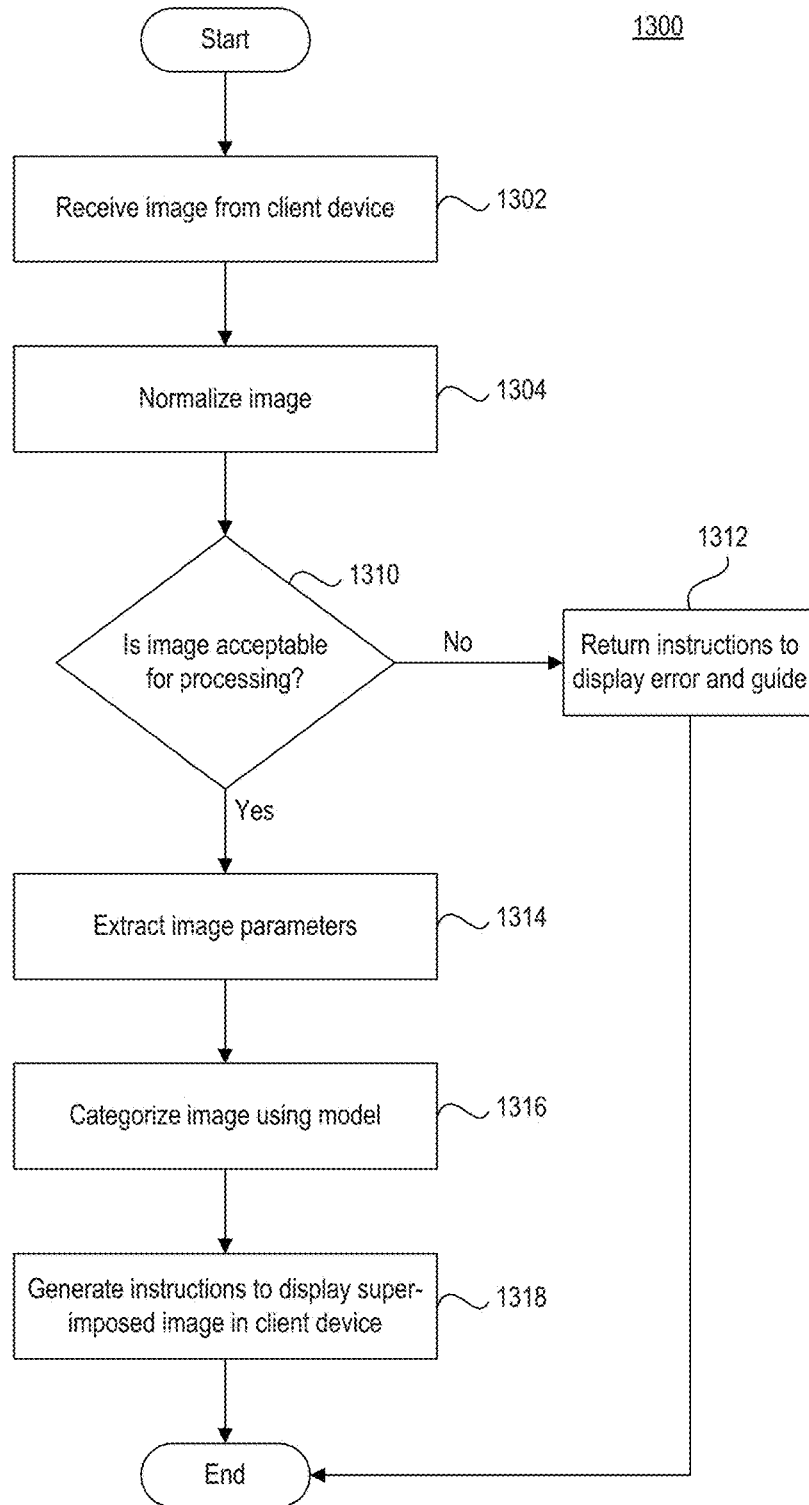 Start
1300
Receive image from client device
1302
Normalize image
1304
1310
Is image acceptable
for processing?
No
1312
Return instructions to
display error and guide
Yes
Extract image parameters
1314
Categorize image using model
1316
Generate instructions to display super-
imposed image in client device
1318
End